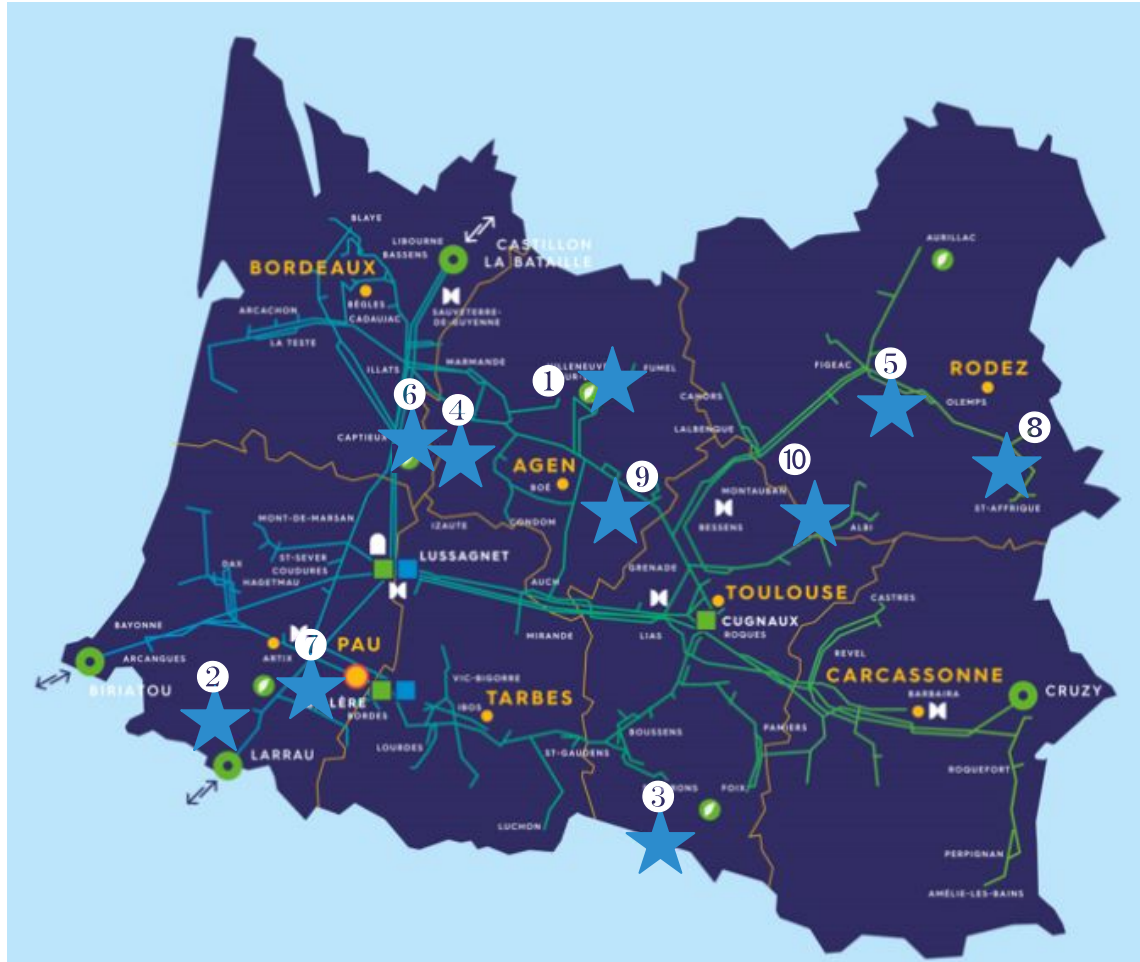 BLAYE
LIBOURNE
BASSENS
CASTILLON
LA BATAILLE
BORDEAUX
BÈGLES
CADAUJAC
ARCACHON
LA TESTE
SAUVETERRE-
DE-GUYENNE
AURILLAC
ILLATS
MARMANDE
1
FUMEL
FIGEAC
5
RODEZ
OLEMPS
6
4
CAHORS
CAPTIEUX
LALBENQUE
8
10
AGEN
BOÉ
9
MONTAUBAN
BESSENS
ST-AFFRIQUE
ALBI
MONT-DE-MARSAN
IZAUTE
CONDOM
ST-SEVER
COUDURES
LUSSAGNET
DAX
HAGETMAU
AUCH
GRENADE
TOULOUSE
CUGNAUX
ROQUES
CASTRES
BAYONNE
ARCANGUES
MIRANDE
LIAS
REVEL
7
PAU
ARTIX
BIRIATOU
2
VIC-BIGORRE
IBOS
TARBES
CARCASSONNE
BARBAIRA
CRUZY
BORDES
LARRAU
LOURDES
ST-GAUDENS
BOUSSENS
PAMIERS
ROQUEFORT
3
FOIX
LUCHON
PERPIGNAN
AMÉLIE-LES-BAINS